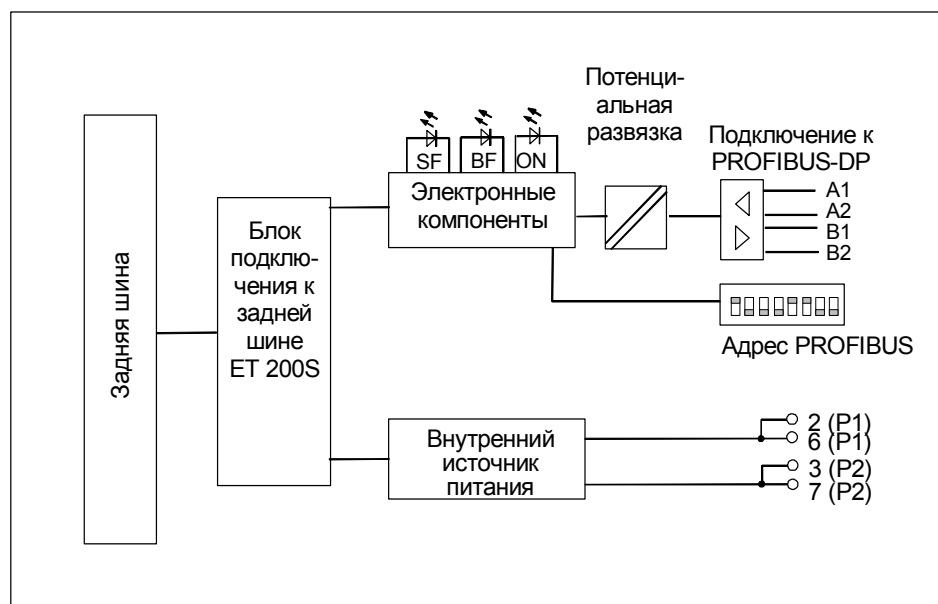 Потенци-
альная
развязка
Подключение к
PROFIBUS-DP
SF
BF
ON
Электронные
компоненты
A1
A2
B1
B2
Блок
подклю-
чения к
задней
шине
ET 200S
Задняя шина
Адрес PROFIBUS
Внутренний
источник
питания
2 (P1)
6 (P1)
3 (P2)
7 (P2)